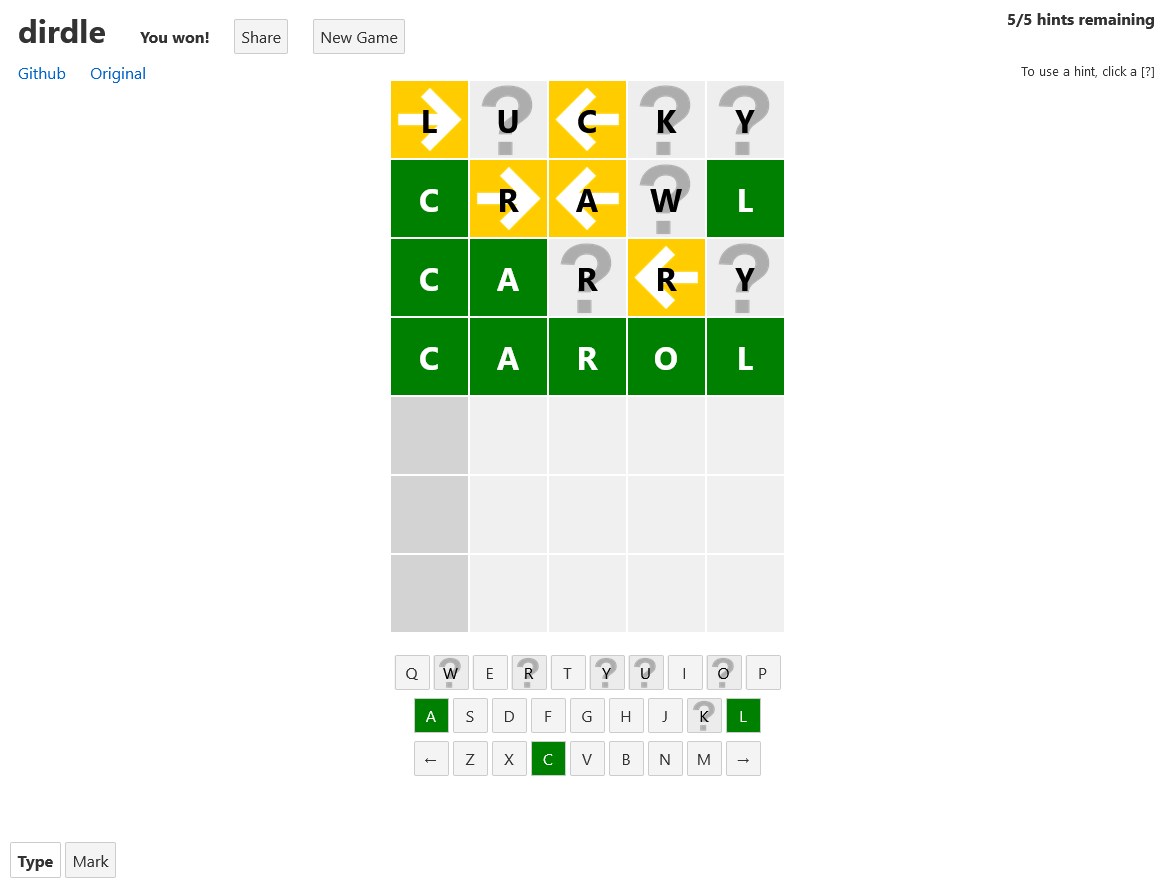 dirdle
You won!
Share
New Game
5/5 hints remaining
Github
Original
To use a hint, click a [?]
L U C K Y
C R A W L
C A R R Y
C A R O L
Q W E R T Y U I O P
A S D F G H J K L
← Z X C V B N M →
Type
Mark